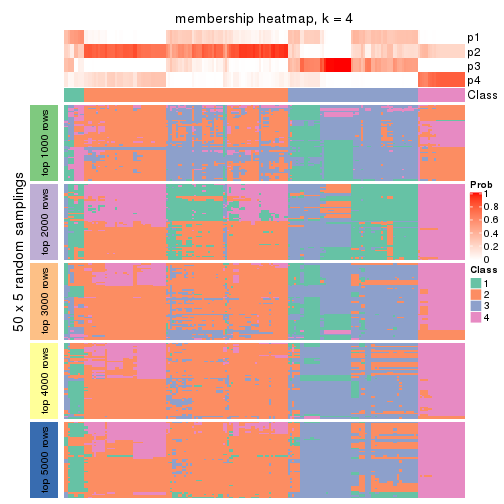 membership heatmap, k = 4
p1
p2
p3
p4
Class
50 x 5 random samplings
top 1000 rows
top 2000 rows
top 3000 rows
top 4000 rows
top 5000 rows
Prob
1
0.8
0.6
0.4
0.2
0
Class
1
2
3
4